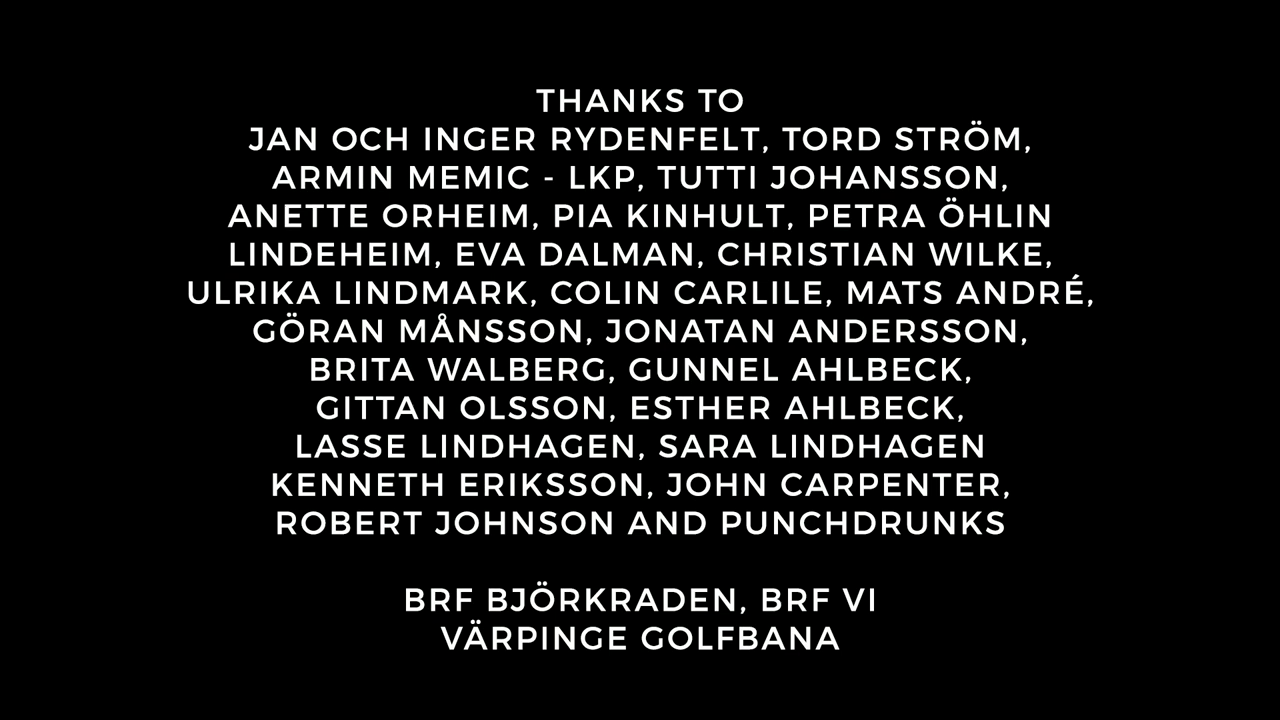 THANKS TO
JAN OCH INGER RYDENFELT, TORD STRÖM,
ARMIN MEMIC - LKP, TUTTI JOHANSSON,
ANETTE ORHEIM, PIA KINHULT, PETRA ÖHLIN
LINDEHEIM, EVA DALMAN, CHRISTIAN WILKE,
ULRIKA LINDMARK, COLIN CARLILE, MATS ANDRÉ,
GÖRAN MÅNSSON, JONATAN ANDERSSON,
BRITA WALBERG, GUNNEL AHLBECK,
GITTAN OLSSON, ESTHER AHLBECK,
LASSE LINDHAGEN, SARA LINDHAGEN
KENNETH ERIKSSON, JOHN CARPENTER,
ROBERT JOHNSON AND PUNCHDRUNKS
BRF BJÖRKRADEN, BRF VI
VÄRPINGE GOLFBANA